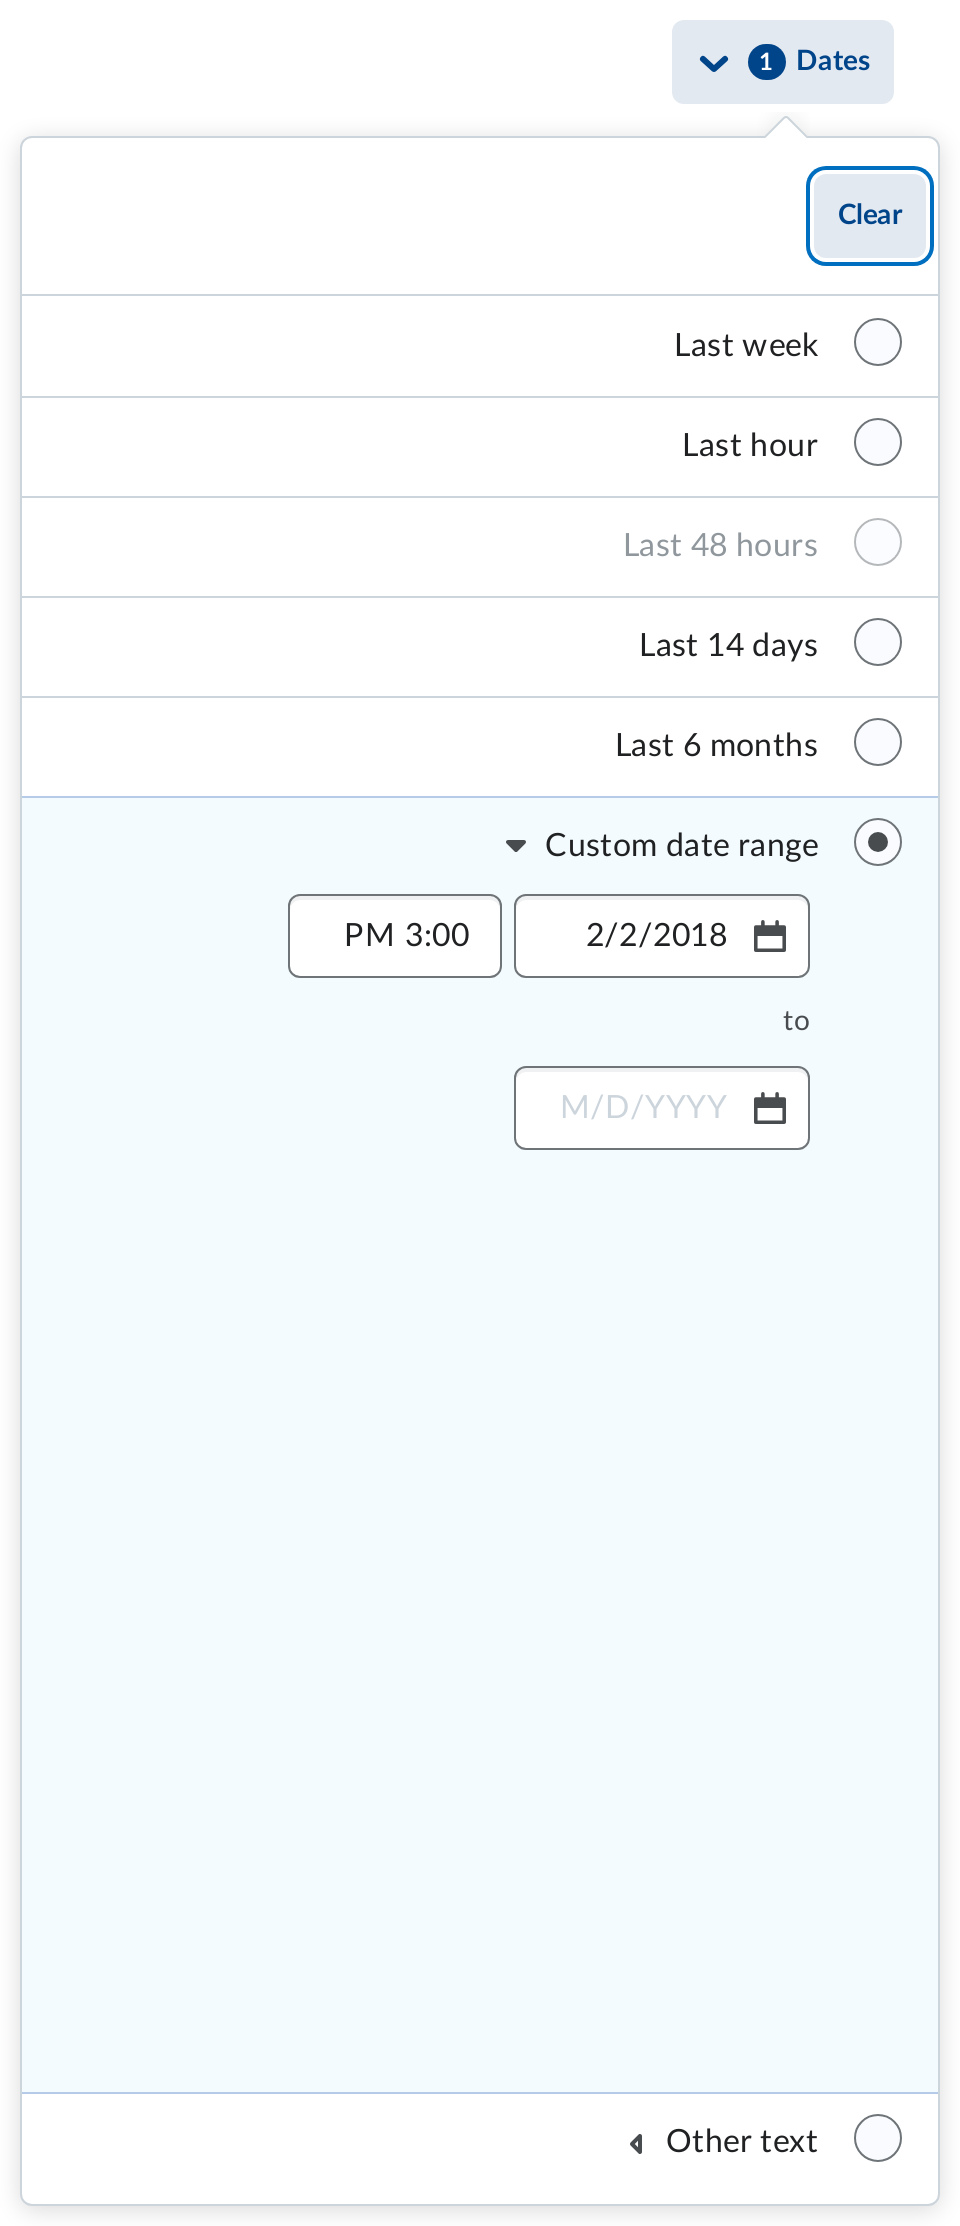 1 Dates
Clear
Last week
Last hour
Last 48 hours
Last 14 days
Last 6 months
Custom date range
2/2/2018 PM 3:00
to
M/D/YYYY
Other text